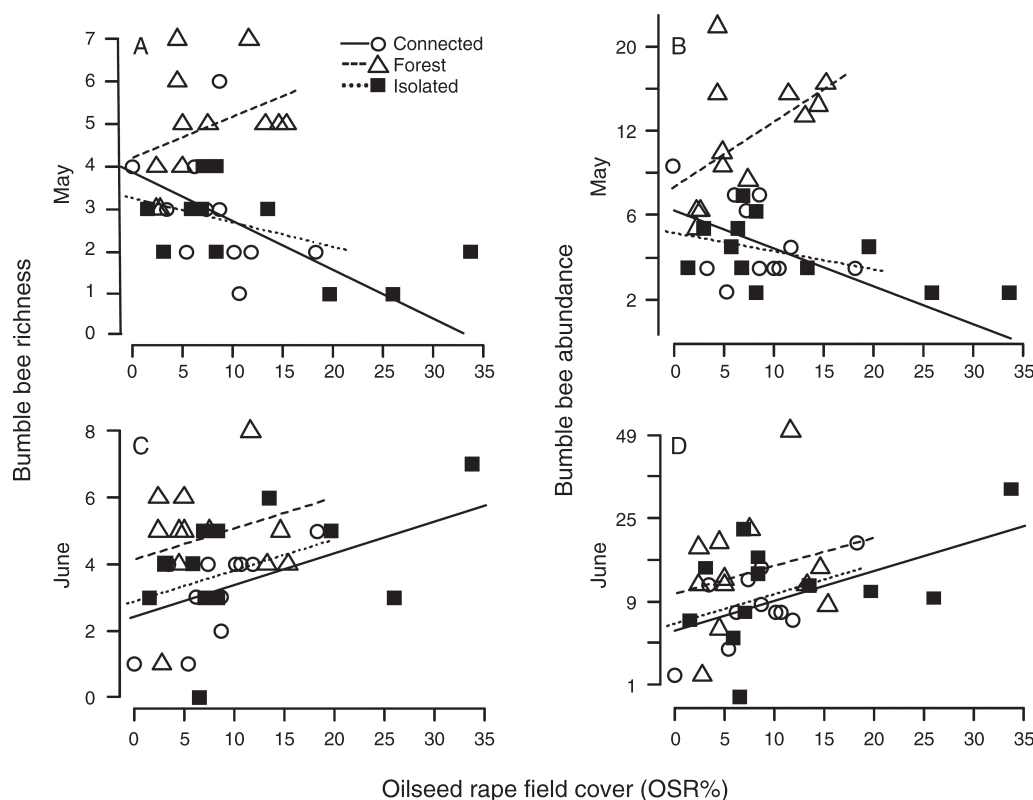 A
B
Connected
Forest
Isolated
7
6
5
4
3
2
1
0
May
0 5 10 15 20 25 30 35
20
12
6
2
May
0 5 10 15 20 25 30 35
Bumble bee richness
Bumble bee abundance
C
D
8
6
4
2
0
June
0 5 10 15 20 25 30 35
49
25
9
1
June
0 5 10 15 20 25 30 35
Oilseed rape field cover (OSR%)